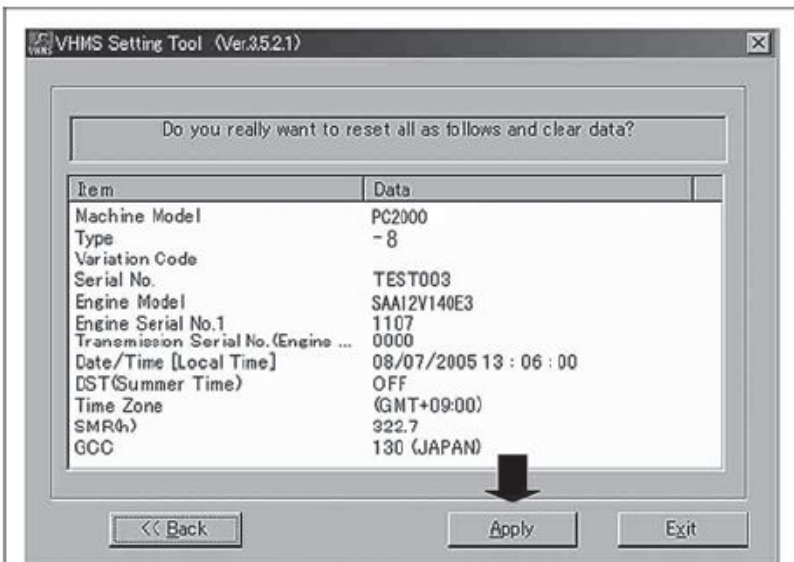 VHMS
VHMS Setting Tool (Ver.3.5.2.1)
Do you really want to reset all as follows and clear data?
Item Data
Machine Model PC2000
Type -8
Variation Code
Serial No. TEST003
Engine Model SAA12V140E3
Engine Serial No.1 1107
Transmission Serial No.(Engine ... 0000
Date/Time [Local Time] 08/07/2005 13 : 06 : 00
DST(Summer Time) OFF
Time Zone (GMT+09:00)
SMR(h) 322.7
GCC 130 (JAPAN)
<< Back Apply Exit